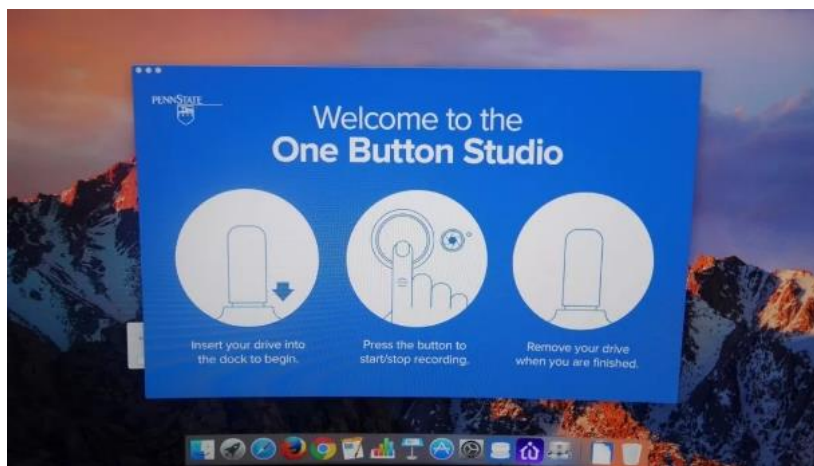 PENNSTATE
Welcome to the
One Button Studio
Insert your drive into
the dock to begin.
Press the button to
start/stop recording.
Remove your drive
when you are finished.